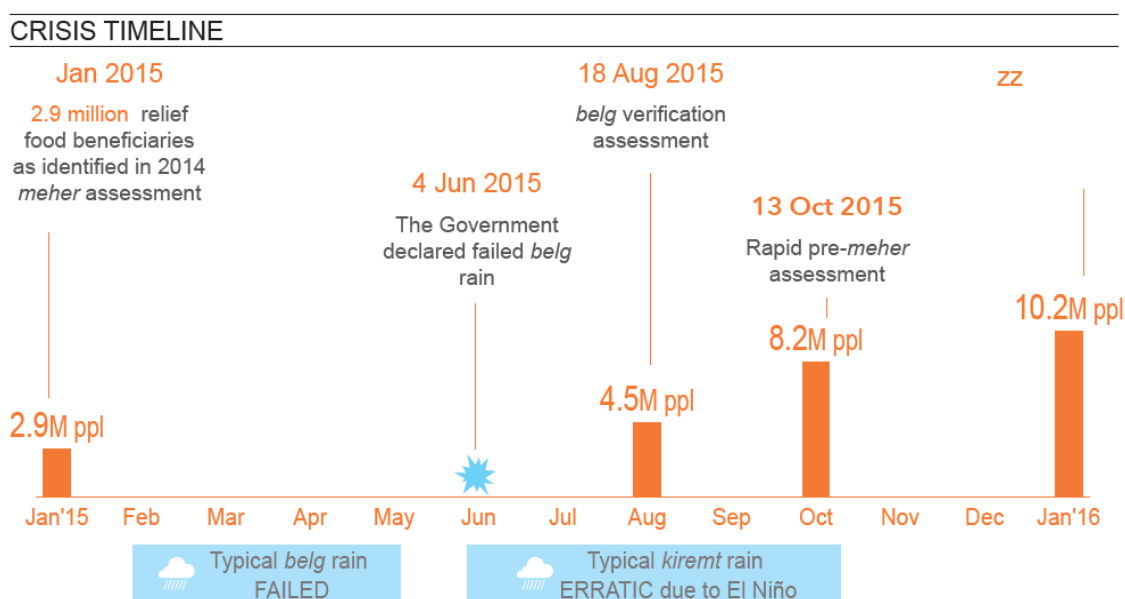 CRISIS TIMELINE
Jan 2015
2.9 million relief
food beneficiaries
as identified in 2014
meher assessment
4 Jun 2015
The Government
declared failed belg
rain
18 Aug 2015
belg verification
assessment
13 Oct 2015
Rapid pre-meher
assessment
zz
2.9M ppl
4.5M ppl
8.2M ppl
10.2M ppl
Jan'15 Feb Mar Apr May Jun Jul Aug Sep Oct Nov Dec Jan'16
Typical belg rain
FAILED
Typical kiremt rain
ERRATIC due to El Niño